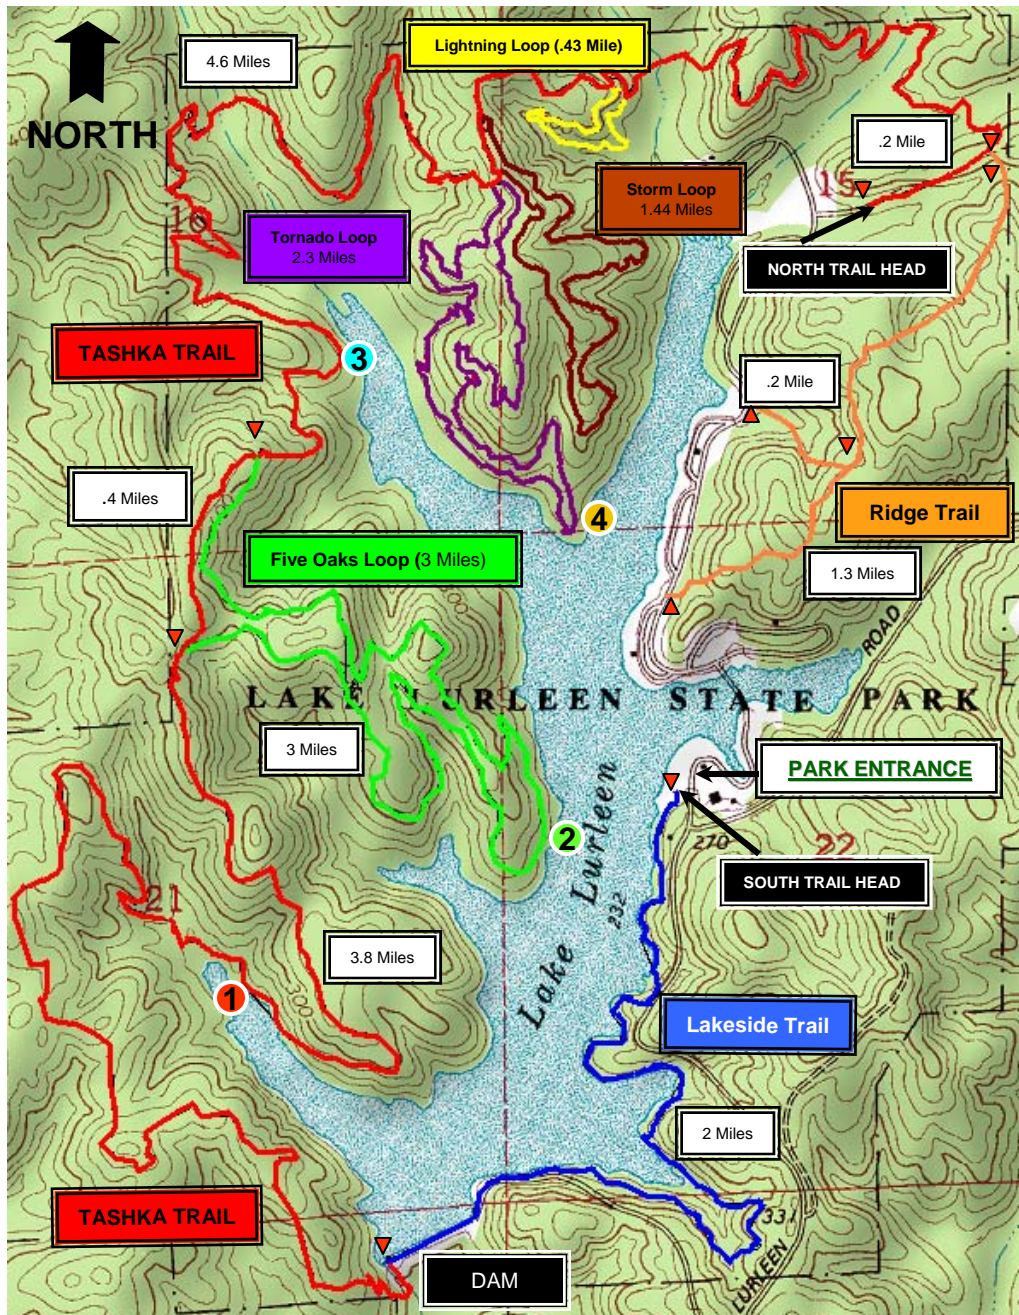 NORTH
4.6 Miles
Lightning Loop (.43 Mile)
.2 Mile
15
Storm Loop
1.44 Miles
16
Tornado Loop
2.3 Miles
NORTH TRAIL HEAD
TASHKA TRAIL
3
.2 Mile
.4 Miles
4
Ridge Trail
Five Oaks Loop (3 Miles)
1.3 Miles
ROAD
LAKE LURLEEN STATE PARK
3 Miles
PARK ENTRANCE
2
270
22
SOUTH TRAIL HEAD
Lake Lurleen
232
21
3.8 Miles
300
1
Lakeside Trail
2 Miles
TASHKA TRAIL
331
DAM
LURLEEN